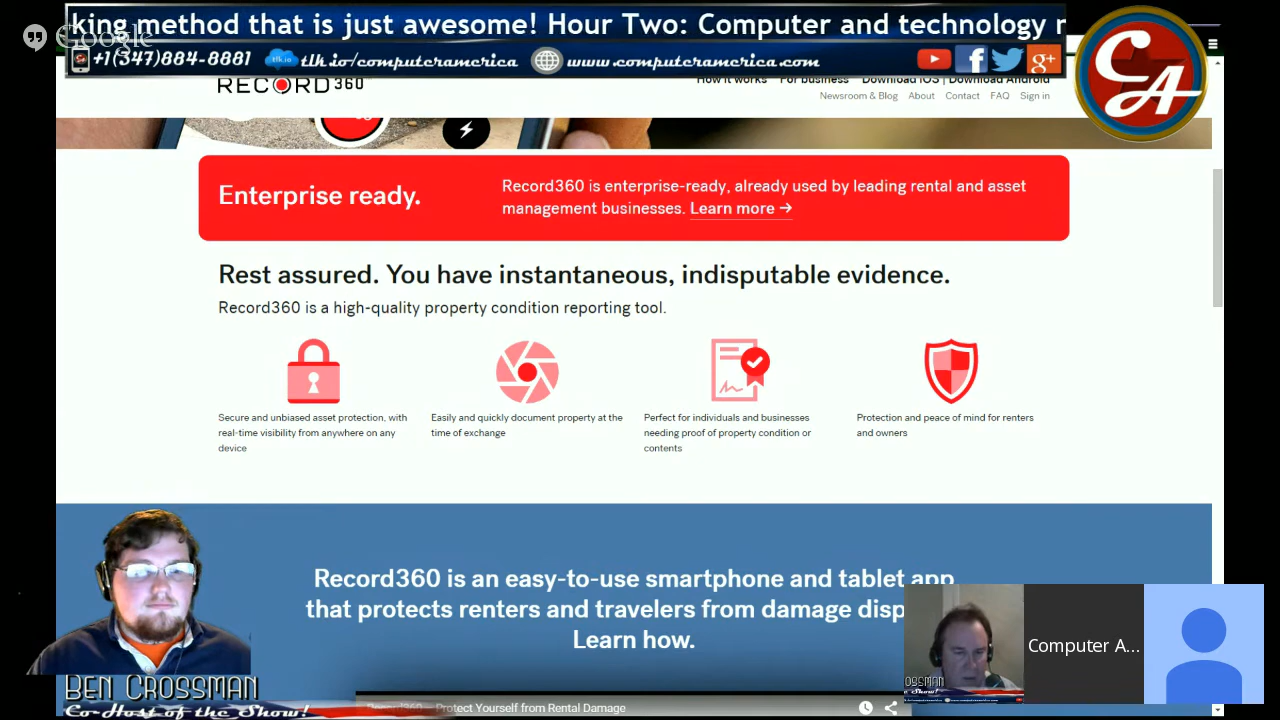 king method that is just awesome! Hour Two: Computer and technology
Google
+1(347)884-8881 tlk.io/computeramerica www.computeramerica.com
CA
RECORD360
How it works For business Download iOS | Download Android
Newsroom & Blog About Contact FAQ Sign in
Enterprise ready.
Record360 is enterprise-ready, already used by leading rental and asset
management businesses. Learn more →
Rest assured. You have instantaneous, indisputable evidence.
Record360 is a high-quality property condition reporting tool.
Secure and unbiased asset protection, with
real-time visibility from anywhere on any
device
Easily and quickly document property at the
time of exchange
Perfect for individuals and businesses
needing proof of property condition or
contents
Protection and peace of mind for renters
and owners
Record360 is an easy-to-use smartphone and tablet app
that protects renters and travelers from damage disp
Learn how.
Computer A...
BEN CROSSMAN
Co-Host of the Show!
Protect Yourself from Rental Damage